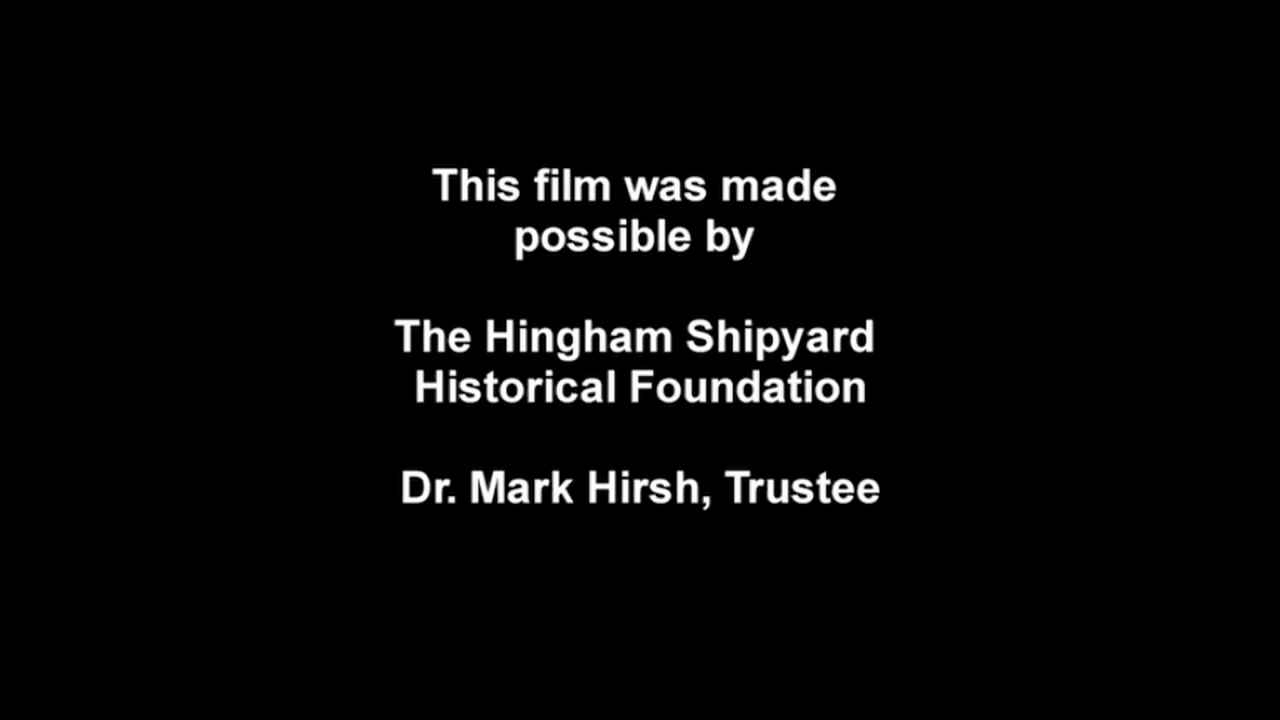 This film was made
possible by
The Hingham Shipyard
Historical Foundation
Dr. Mark Hirsh, Trustee